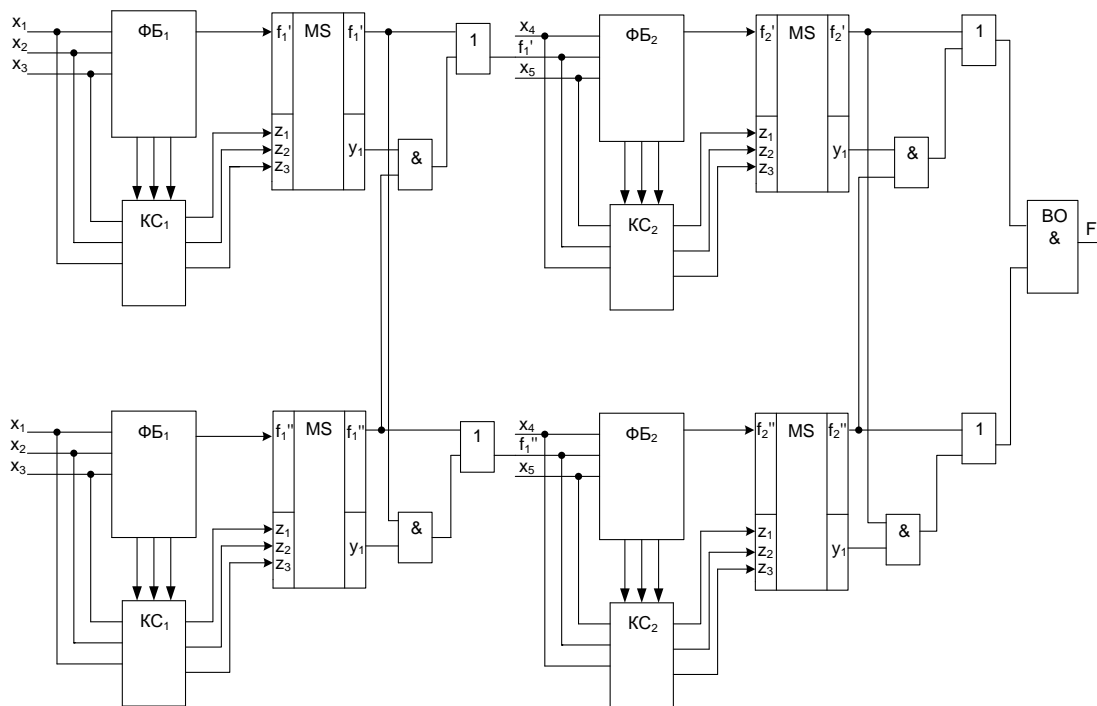 x₁
x₂
x₃
ФБ₁
КС₁
f₁'
MS
f₁'
z₁
z₂
z₃
y₁
1
&
x₄
f₁'
x₅
ФБ₂
КС₂
f₂'
MS
f₂'
z₁
z₂
z₃
y₁
1
&
ВО
&
F
x₁
x₂
x₃
ФБ₁
КС₁
f₁"
MS
f₁"
z₁
z₂
z₃
y₁
1
&
x₄
f₁"
x₅
ФБ₂
КС₂
f₂"
MS
f₂"
z₁
z₂
z₃
y₁
1
&